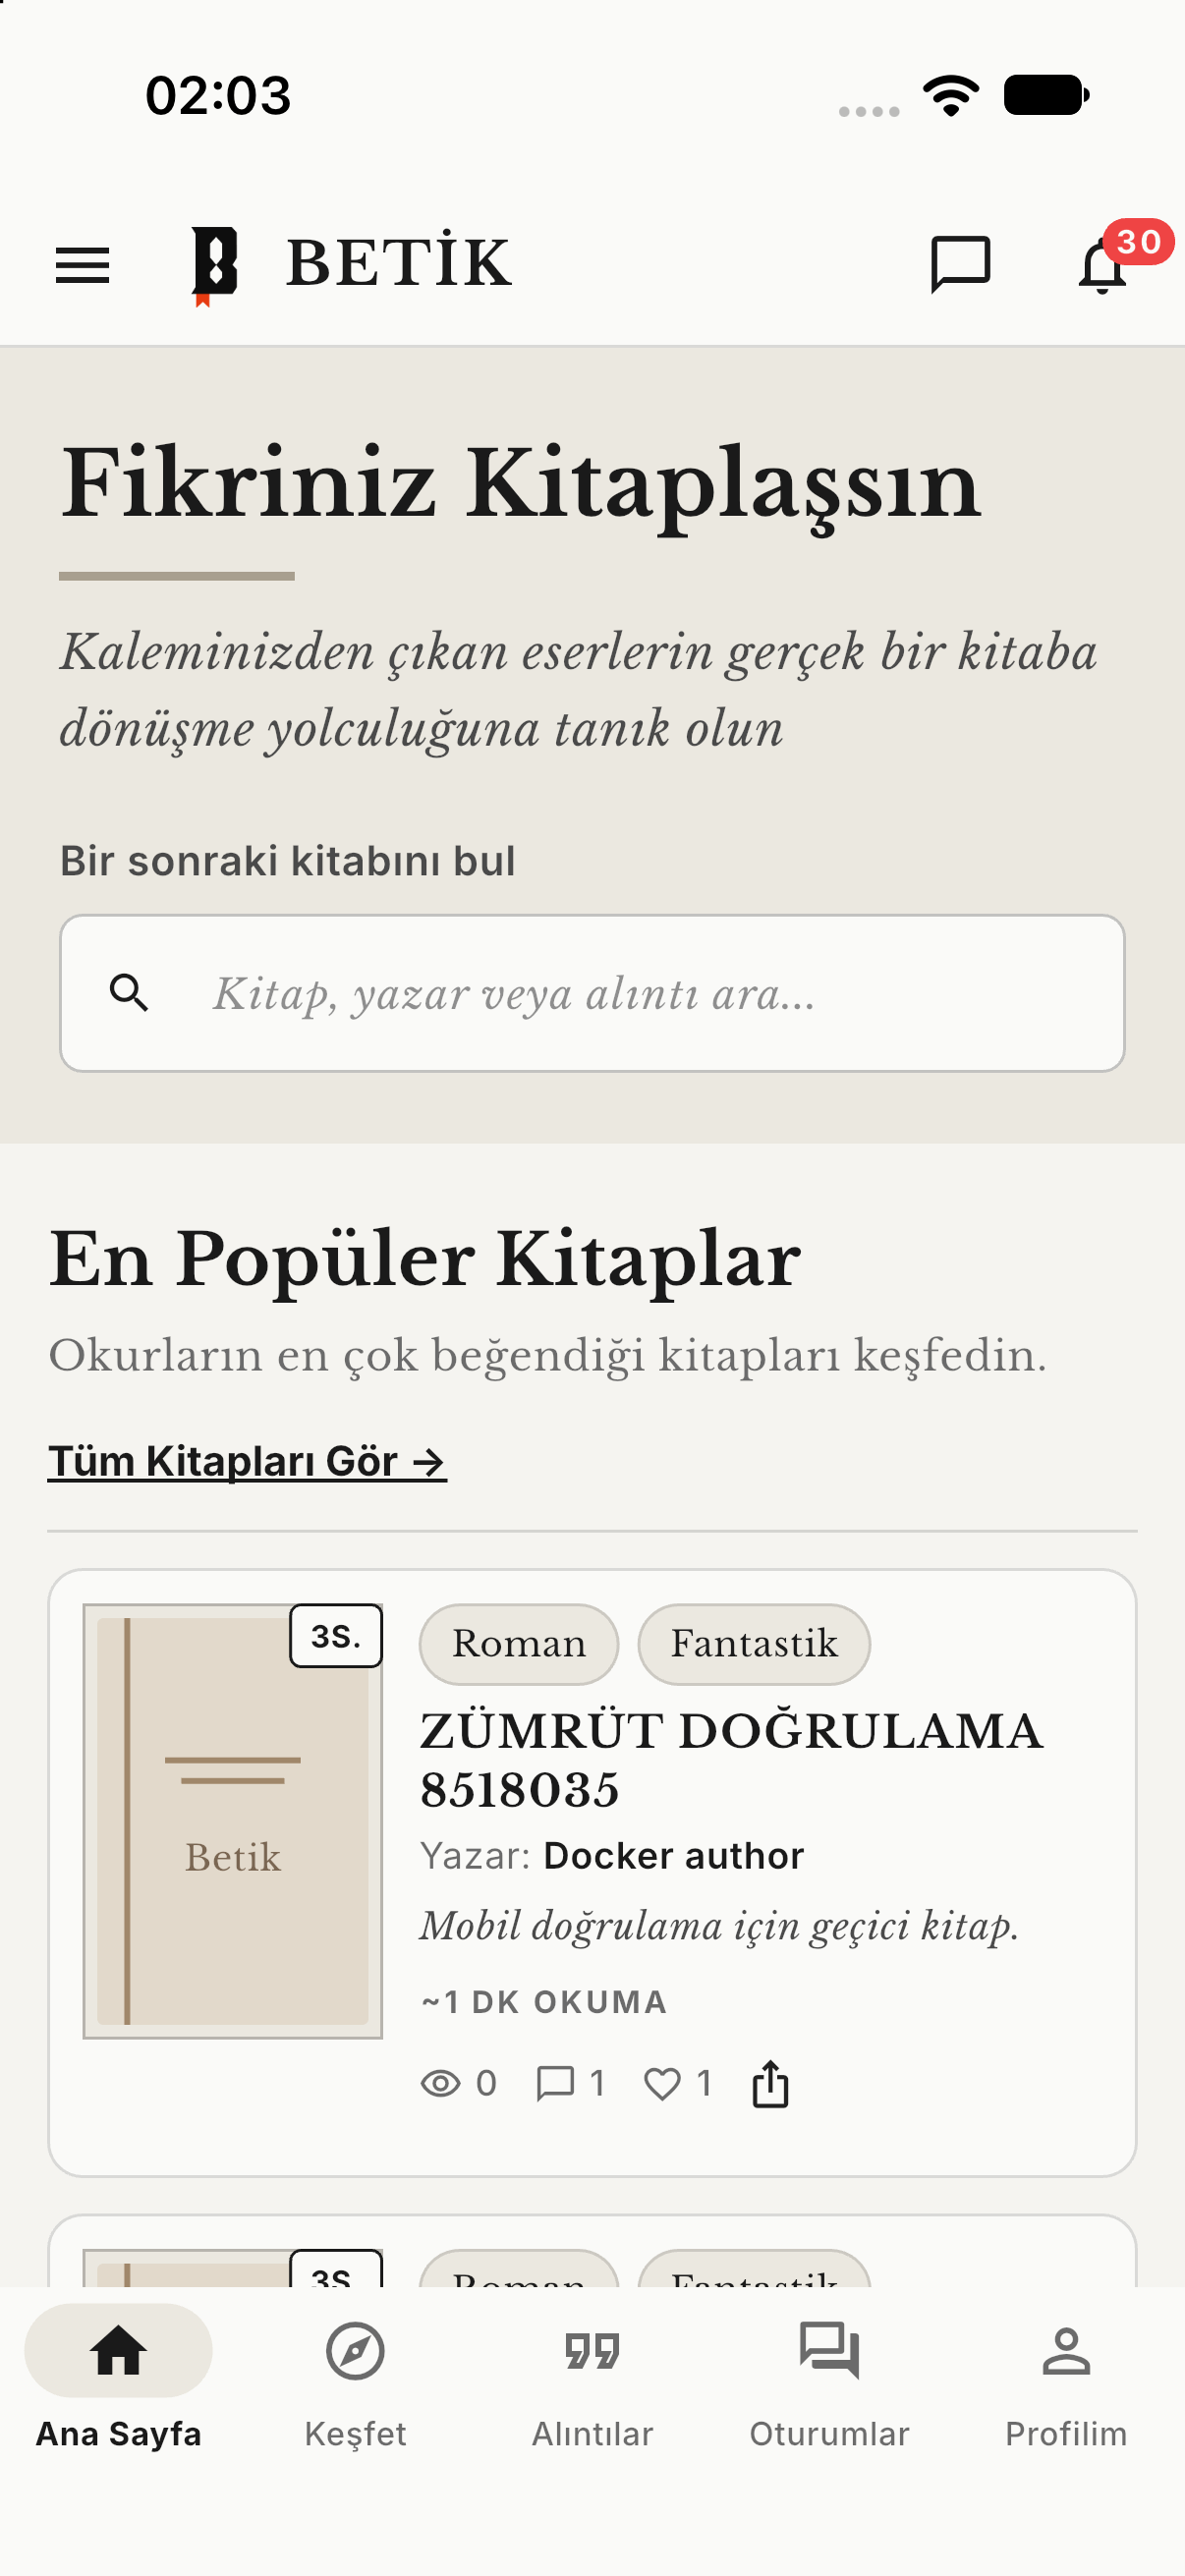 02:03
BETİK
30
Fikriniz Kitaplaşsın
Kaleminizden çıkan eserlerin gerçek bir kitaba
dönüşme yolculuğuna tanık olun
Bir sonraki kitabını bul
Kitap, yazar veya alıntı ara...
En Popüler Kitaplar
Okurların en çok beğendiği kitapları keşfedin.
Tüm Kitapları Gör →
3S.
Betik
Roman Fantastik
ZÜMRÜT DOĞRULAMA
8518035
Yazar: Docker author
Mobil doğrulama için geçici kitap.
~1 DK OKUMA
0 1 1
3S.
Roman Fantastik
Ana Sayfa Keşfet Alıntılar Oturumlar Profilim